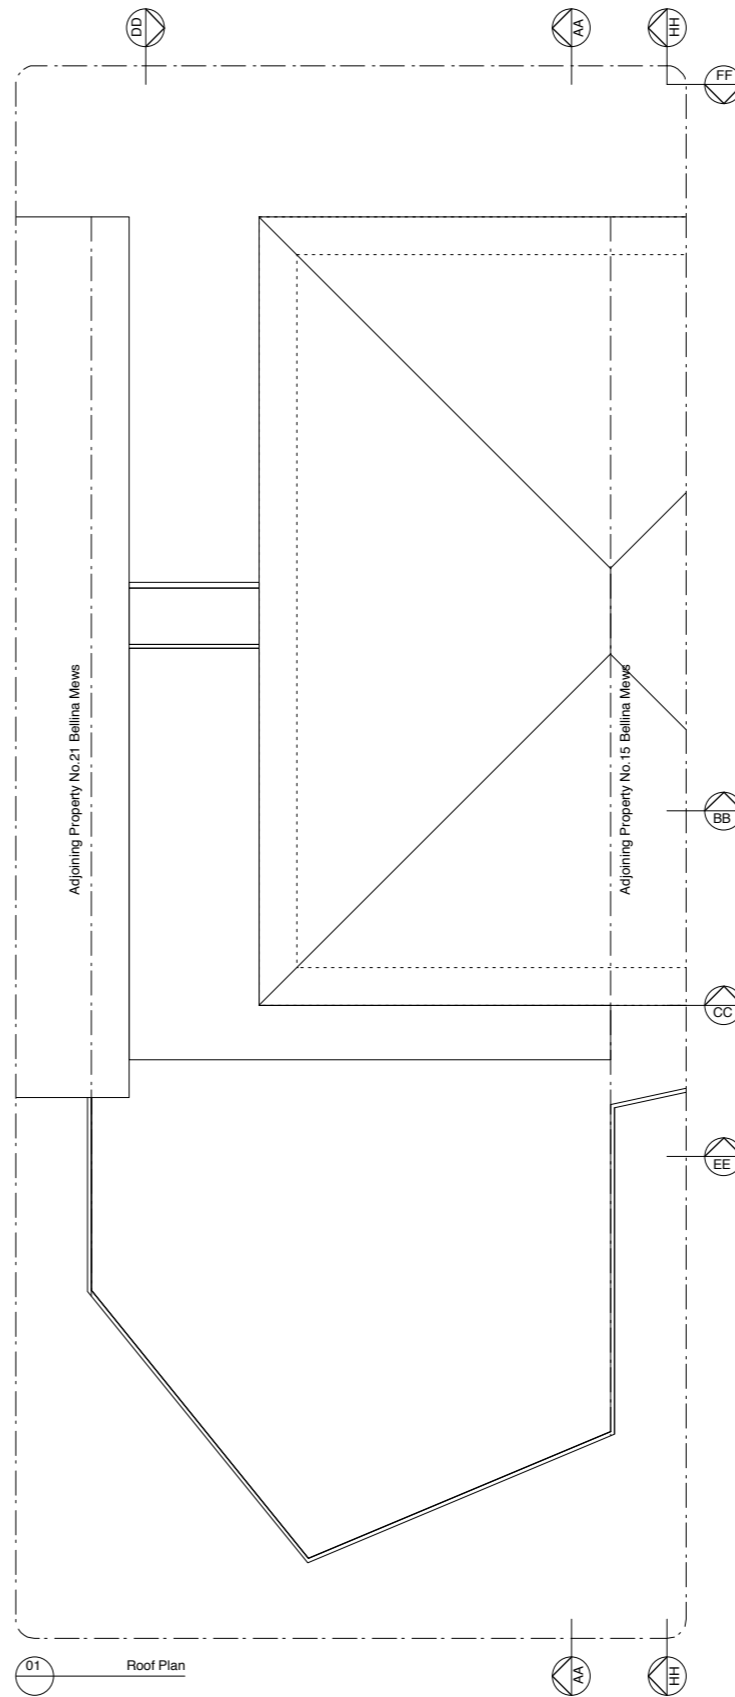 DD
AA
HH
FF
Adjoining Property No.21 Bellina Mews
Adjoining Property No.15 Bellina Mews
BB
CC
EE
01
Roof Plan
AA
HH